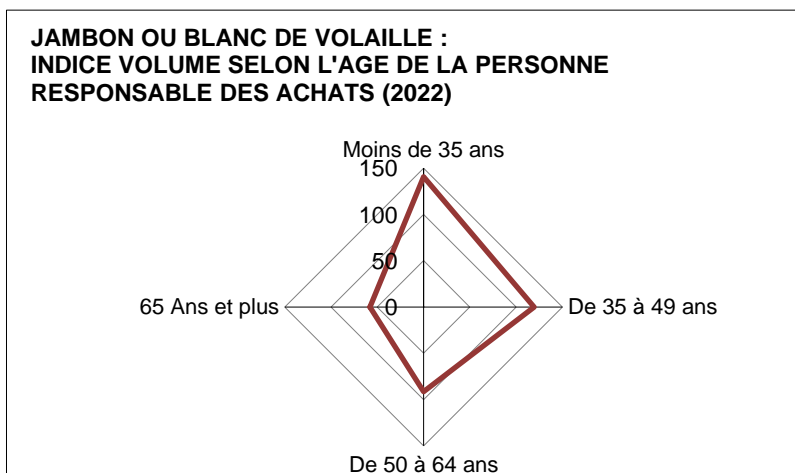 JAMBON OU BLANC DE VOLAILLE :
INDICE VOLUME SELON L'AGE DE LA PERSONNE
RESPONSABLE DES ACHATS (2022)
Moins de 35 ans
150
100
50
65 Ans et plus
0
De 35 à 49 ans
De 50 à 64 ans